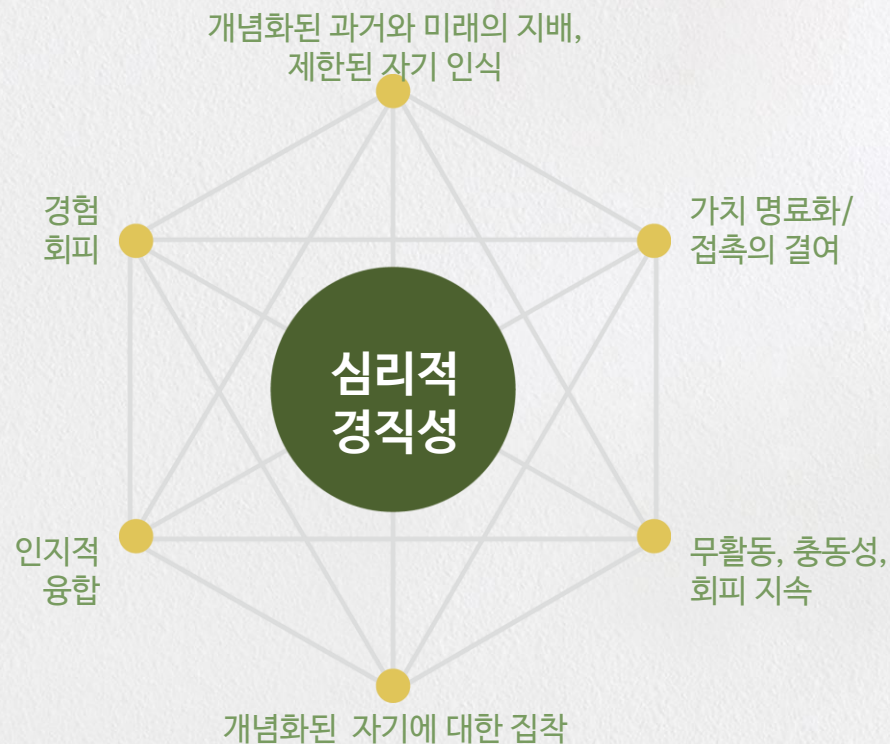 개념화된 과거와 미래의 지배,
제한된 자기 인식
경험
회피
가치 명료화/
접촉의 결여
심리적
경직성
인지적
융합
무활동, 충동성,
회피 지속
개념화된 자기에 대한 집착